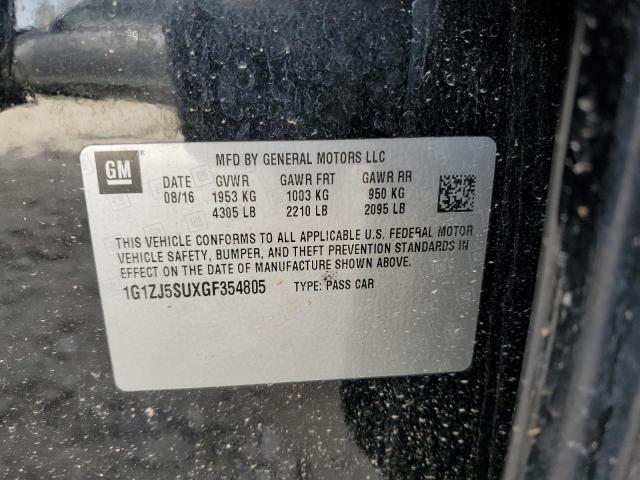 GM
MFD BY GENERAL MOTORS LLC
DATE GVWR GAWR FRT GAWR RR
08/16 1953 KG 1003 KG 950 KG
4305 LB 2210 LB 2095 LB
THIS VEHICLE CONFORMS TO ALL APPLICABLE U.S. FEDERAL MOTOR
VEHICLE SAFETY, BUMPER, AND THEFT PREVENTION STANDARDS IN
EFFECT ON THE DATE OF MANUFACTURE SHOWN ABOVE.
1G1ZJ5SUXGF354805 TYPE: PASS CAR